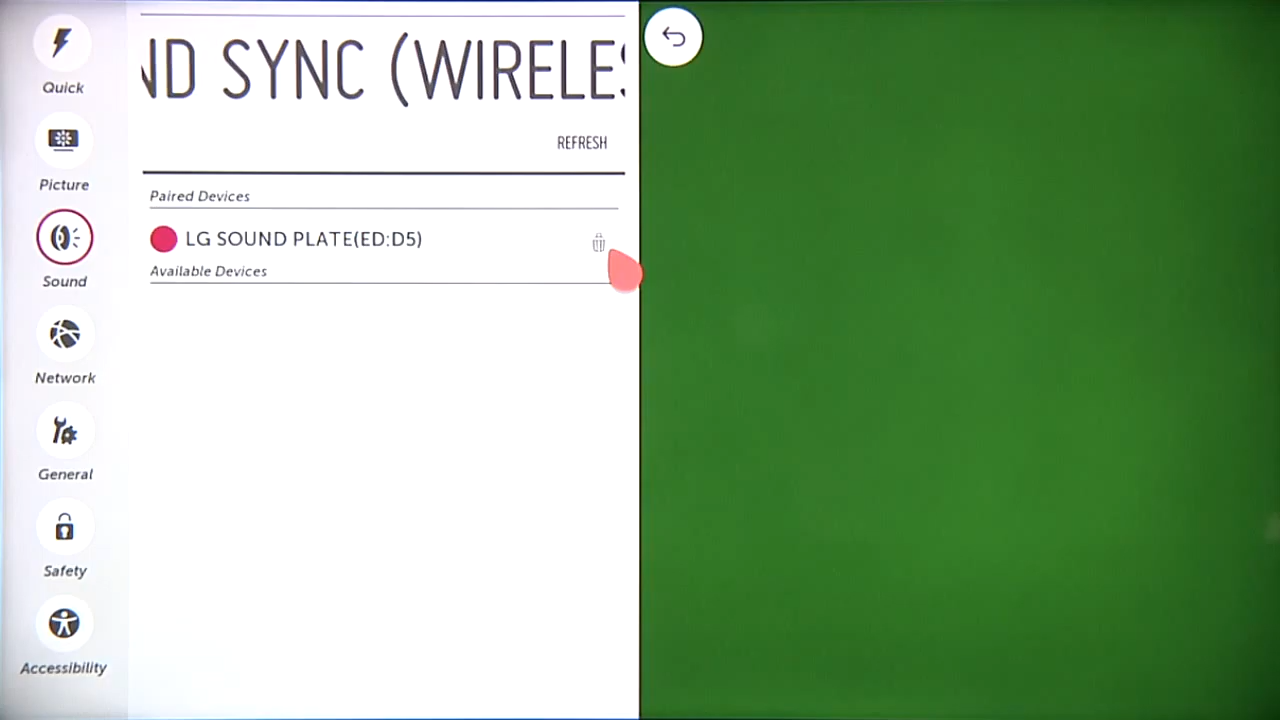 Quick
Picture
Sound
Network
General
Safety
Accessibility
ND SYNC (WIRELES
REFRESH
Paired Devices
LG SOUND PLATE(ED:D5)
Available Devices